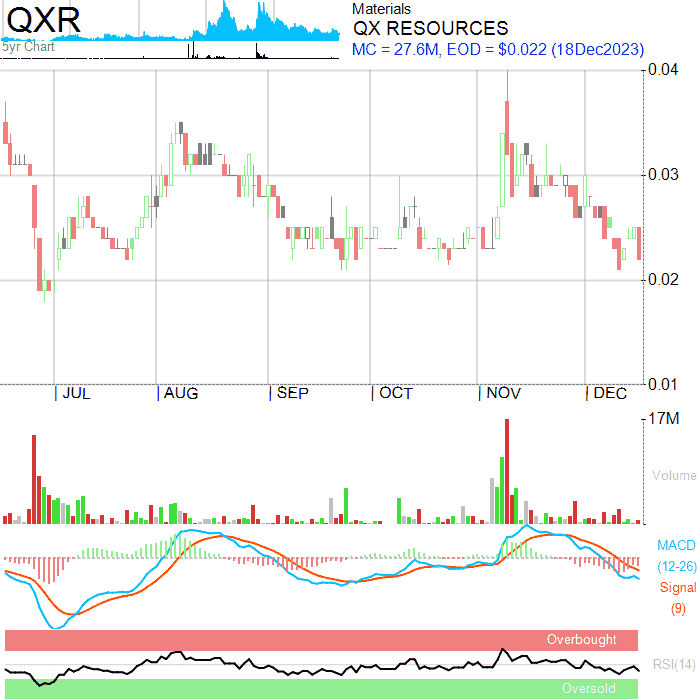 QXR
5yr Chart
Materials
QX RESOURCES
MC = 27.6M, EOD = $0.022 (18Dec2023)
0.04
0.03
0.02
0.01
JUL
AUG
SEP
OCT
NOV
DEC
17M
Volume
MACD
(12-26)
Signal
(9)
Overbought
RSI(14)
Oversold